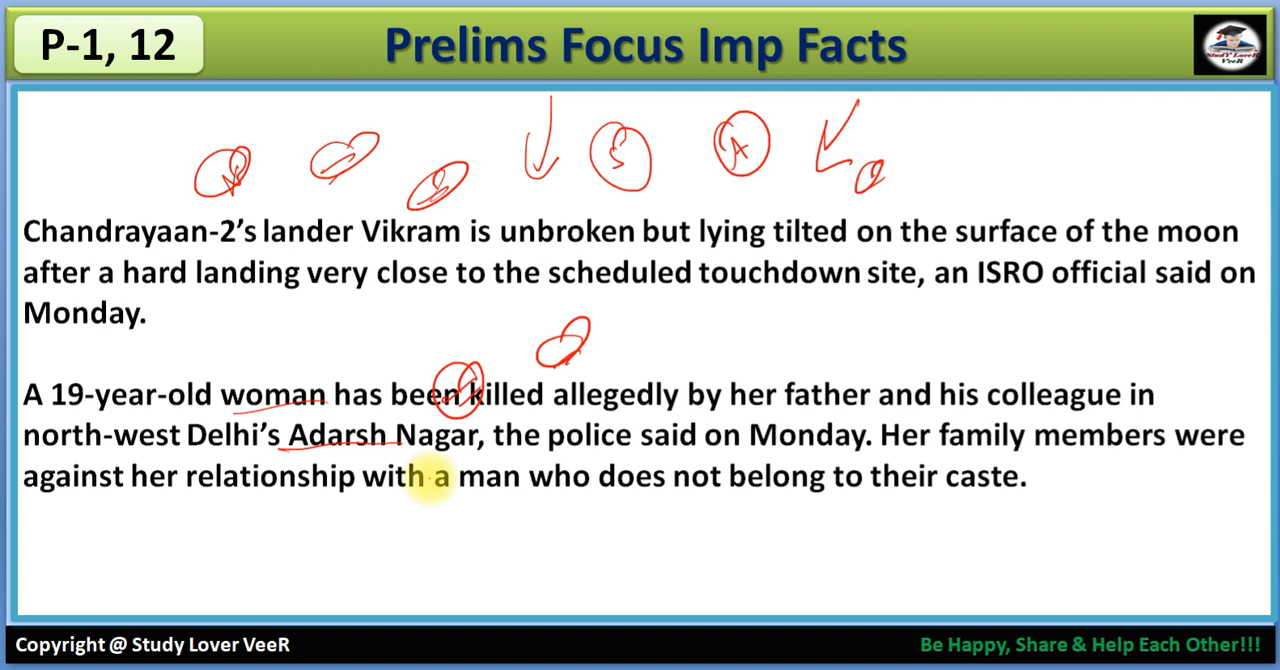 P-1, 12
Prelims Focus Imp Facts
StudY LoveR
VeeR
Chandrayaan-2’s lander Vikram is unbroken but lying tilted on the surface of the moon
after a hard landing very close to the scheduled touchdown site, an ISRO official said on
Monday.
A 19-year-old woman has been killed allegedly by her father and his colleague in
north-west Delhi’s Adarsh Nagar, the police said on Monday. Her family members were
against her relationship with a man who does not belong to their caste.
Copyright @ Study Lover VeeR
Be Happy, Share & Help Each Other!!!